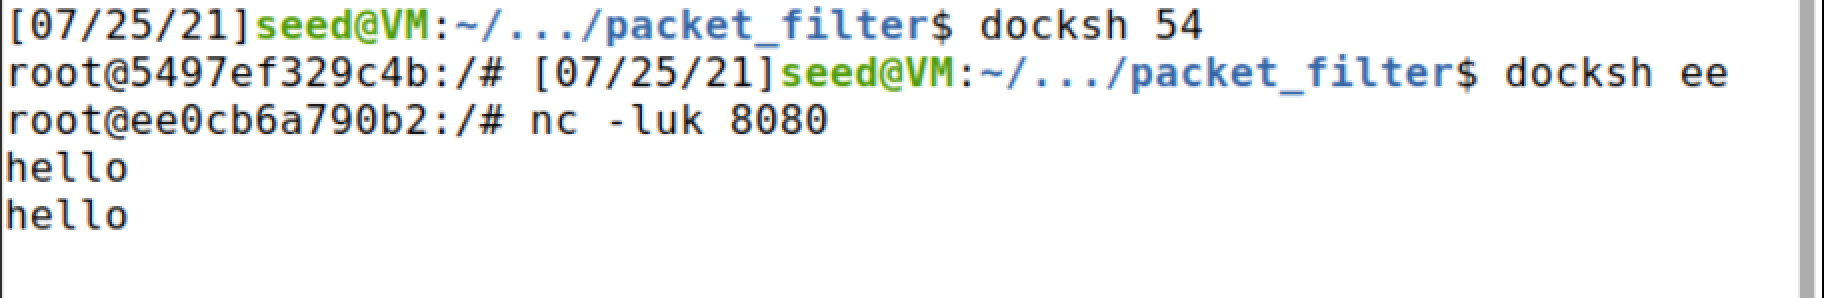 [07/25/21]seed@VM:~/.../packet_filter$ docksh 54
root@5497ef329c4b:/# [07/25/21]seed@VM:~/.../packet_filter$ docksh ee
root@ee0cb6a790b2:/# nc -luk 8080
hello
hello